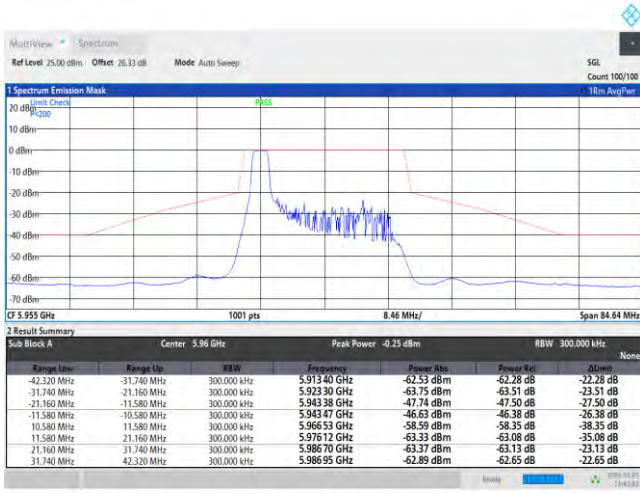 MultiView Spectrum
Ref Level 25.00 dBm Offset 26.33 dB Mode Auto Sweep SGL
Count 100/100
1 Spectrum Emission Mask 1Rm AvgPwr
Limit Check PASS
P<200
20 dBm
10 dBm
0 dBm
-10 dBm
-20 dBm
-30 dBm
-40 dBm
-50 dBm
-60 dBm
-70 dBm
CF 5.955 GHz 1001 pts 8.46 MHz/ Span 84.64 MHz
2 Result Summary
Sub Block A Center 5.96 GHz Peak Power -0.25 dBm RBW 300.000 kHz
None
Range Low Range Up RBW Frequency Power Abs Power Rel ΔLimit
-42.320 MHz -31.740 MHz 300.000 kHz 5.91340 GHz -62.53 dBm -62.28 dB -22.28 dB
-31.740 MHz -21.160 MHz 300.000 kHz 5.92330 GHz -63.75 dBm -63.51 dB -23.51 dB
-21.160 MHz -11.580 MHz 300.000 kHz 5.94338 GHz -47.74 dBm -47.50 dB -27.50 dB
-11.580 MHz -10.580 MHz 300.000 kHz 5.94347 GHz -46.63 dBm -46.38 dB -26.38 dB
10.580 MHz 11.580 MHz 300.000 kHz 5.96653 GHz -58.59 dBm -58.35 dB -38.35 dB
11.580 MHz 21.160 MHz 300.000 kHz 5.97612 GHz -63.33 dBm -63.08 dB -35.08 dB
21.160 MHz 31.740 MHz 300.000 kHz 5.98670 GHz -63.37 dBm -63.13 dB -23.13 dB
31.740 MHz 42.320 MHz 300.000 kHz 5.98695 GHz -62.89 dBm -62.65 dB -22.65 dB
Ready